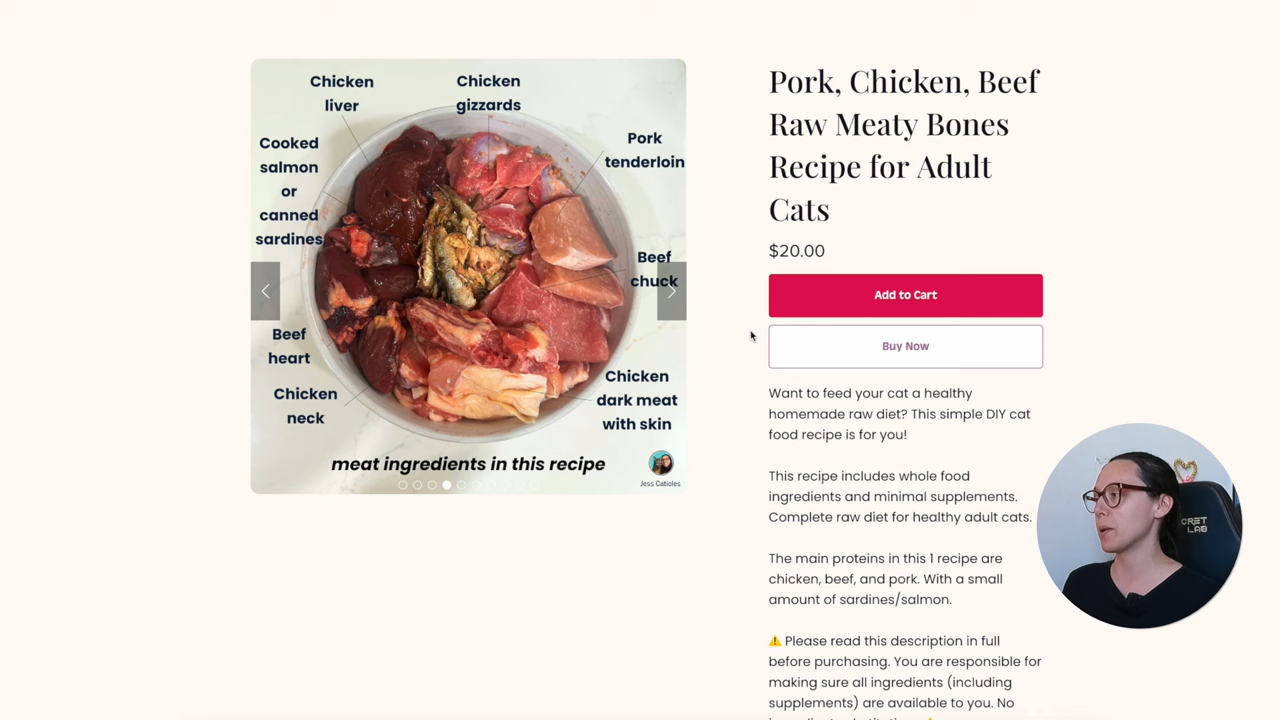 Chicken
liver
Chicken
gizzards
Cooked
salmon
or
canned
sardines
Pork
tenderloin
Beef
chuck
Beef
heart
Chicken
neck
Chicken
dark meat
with skin
meat ingredients in this recipe
Jess Caticles
Pork, Chicken, Beef
Raw Meaty Bones
Recipe for Adult
Cats
$20.00
Add to Cart
Buy Now
Want to feed your cat a healthy
homemade raw diet? This simple DIY cat
food recipe is for you!
This recipe includes whole food
ingredients and minimal supplements.
Complete raw diet for healthy adult cats.
The main proteins in this 1 recipe are
chicken, beef, and pork. With a small
amount of sardines/salmon.
⚠️ Please read this description in full
before purchasing. You are responsible for
making sure all ingredients (including
supplements) are available to you. No
CRET
LAB